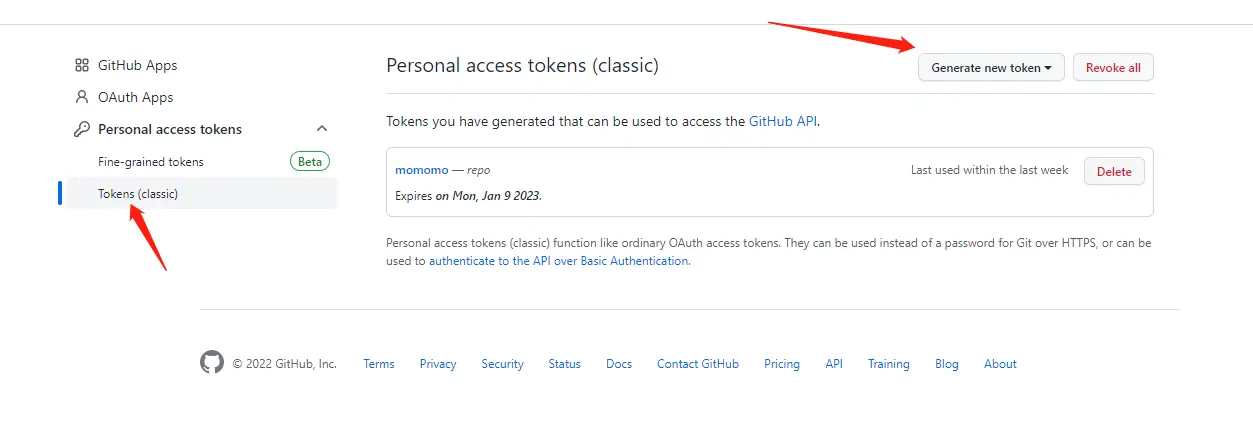 GitHub Apps
OAuth Apps
Personal access tokens
Fine-grained tokens Beta
Tokens (classic)
Personal access tokens (classic)
Generate new token
Revoke all
Tokens you have generated that can be used to access the GitHub API.
momomo — repo
Last used within the last week
Delete
Expires on Mon, Jan 9 2023.
Personal access tokens (classic) function like ordinary OAuth access tokens. They can be used instead of a password for Git over HTTPS, or can be
used to authenticate to the API over Basic Authentication.
© 2022 GitHub, Inc. Terms Privacy Security Status Docs Contact GitHub Pricing API Training Blog About